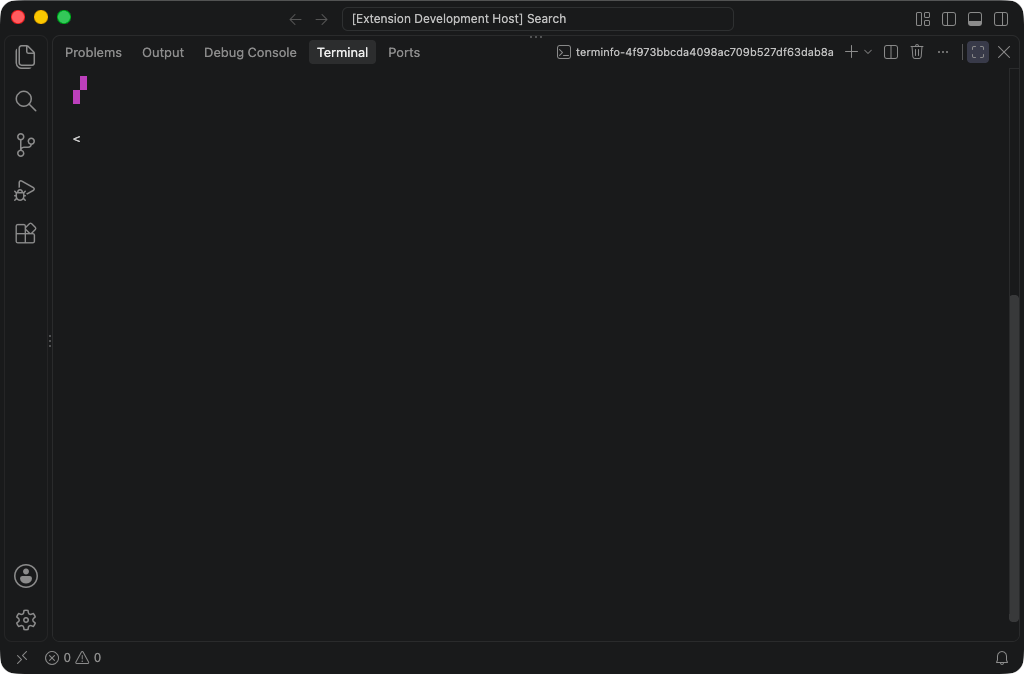 [Extension Development Host] Search
Problems Output Debug Console Terminal Ports terminfo-4f973bbcda4098ac709b527df63dab8a
<
0 0